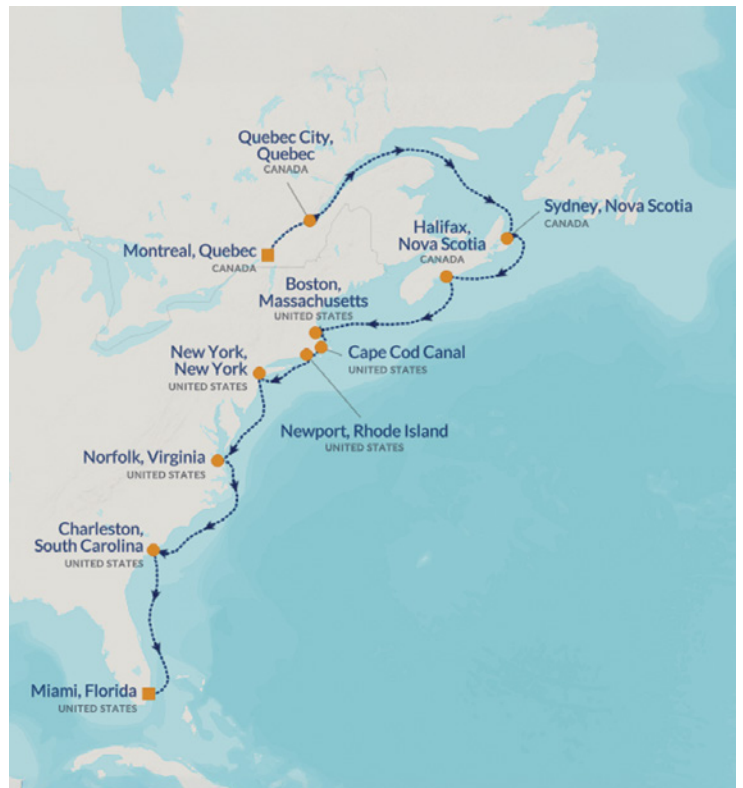 Quebec City,
Quebec
CANADA
Sydney, Nova Scotia
CANADA
Halifax,
Nova Scotia
CANADA
Montreal, Quebec
CANADA
Boston,
Massachusetts
UNITED STATES
New York,
New York
UNITED STATES
Cape Cod Canal
UNITED STATES
Newport, Rhode Island
UNITED STATES
Norfolk, Virginia
UNITED STATES
Charleston,
South Carolina
UNITED STATES
Miami, Florida
UNITED STATES